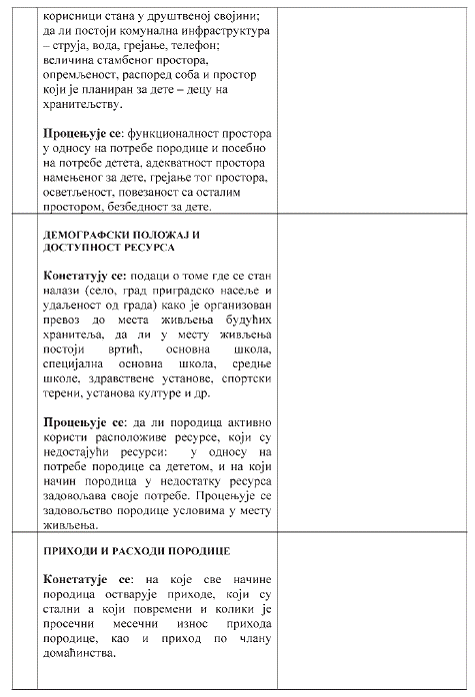 корисници стана у друштвеној својини;
да ли постоји комунална инфраструктура
– струја, вода, грејање, телефон;
величина стамбеног простора,
опремљеност, распоред соба и простор
који је планиран за дете – децу на
хранитељству.
Процењује се: функционалност простора
у односу на потребе породице и посебно
на потребе детета, адекватност простора
намењеног за дете, грејање тог простора,
осветљеност, повезаност са осталим
простором, безбедност за дете.
ДЕМОГРАФСКИ ПОЛОЖАЈ И
ДОСТУПНОСТ РЕСУРСА
Констатују се: подаци о томе где се стан
налази (село, град приградско насеље и
удаљеност од града) како је организован
превоз до места живљења будућих
хранитеља, да ли у месту живљења
постоји вртић, основна школа,
специјална основна школа, средње
школе, здравствене установе, спортски
терени, установа културе и др.
Процењује се: да ли породица активно
користи расположиве ресурсе, који су
недостајући ресурси: у односу на
потребе породице са дететом, и на који
начин породица у недостатку ресурса
задовољава своје потребе. Процењује се
задовољство породице условима у месту
живљења.
ПРИХОДИ И РАСХОДИ ПОРОДИЦЕ
Констатује се: на које све начине
породица остварује приходе, који су
стални а који повремени и колики је
просечни месечни износ прихода
породице, као и приход по члану
домаћинства.